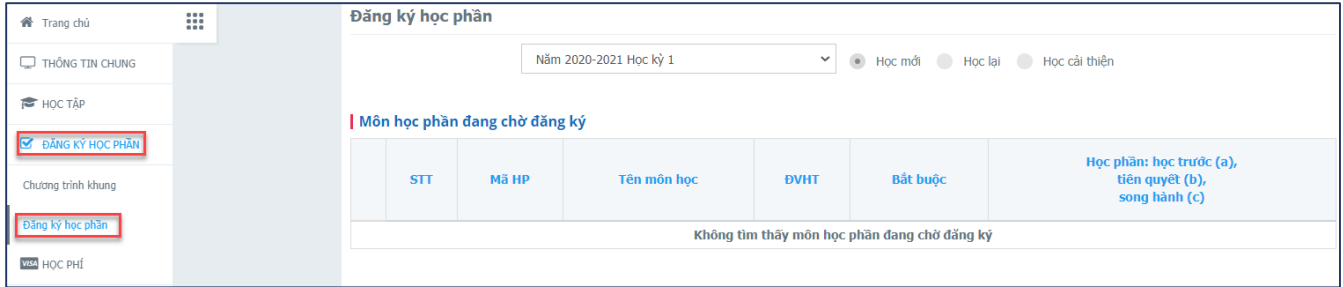 Trang chủ
THÔNG TIN CHUNG
HỌC TẬP
ĐĂNG KÝ HỌC PHẦN
Chương trình khung
Đăng ký học phần
VISA HỌC PHÍ
Đăng ký học phần
Năm 2020-2021 Học kỳ 1 Học mới Học lại Học cải thiện
Môn học phần đang chờ đăng ký
STT Mã HP Tên môn học ĐVHT Bắt buộc Học phần: học trước (a),
tiên quyết (b),
song hành (c)
Không tìm thấy môn học phần đang chờ đăng ký